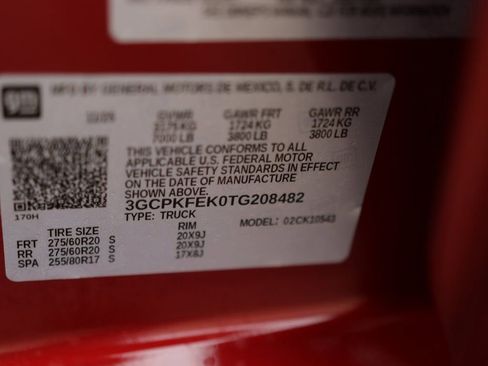 MFD BY GENERAL MOTORS DE MEXICO, S. DE R.L. DE C.V.
GVWR GAWR FRT GAWR RR
3175 KG 1724 KG 1724 KG
7000 LB 3800 LB 3800 LB
THIS VEHICLE CONFORMS TO ALL
APPLICABLE U.S. FEDERAL MOTOR
VEHICLE SAFETY STANDARDS IN EFFECT
ON THE DATE OF MANUFACTURE
SHOWN ABOVE.
3GCPKFEK0TG208482
TYPE: TRUCK
MODEL: 02CK10543
170H
TIRE SIZE RIM
FRT 275/60R20 S 20X9J
RR 275/60R20 S 20X9J
SPA 255/80R17 S 17X8J